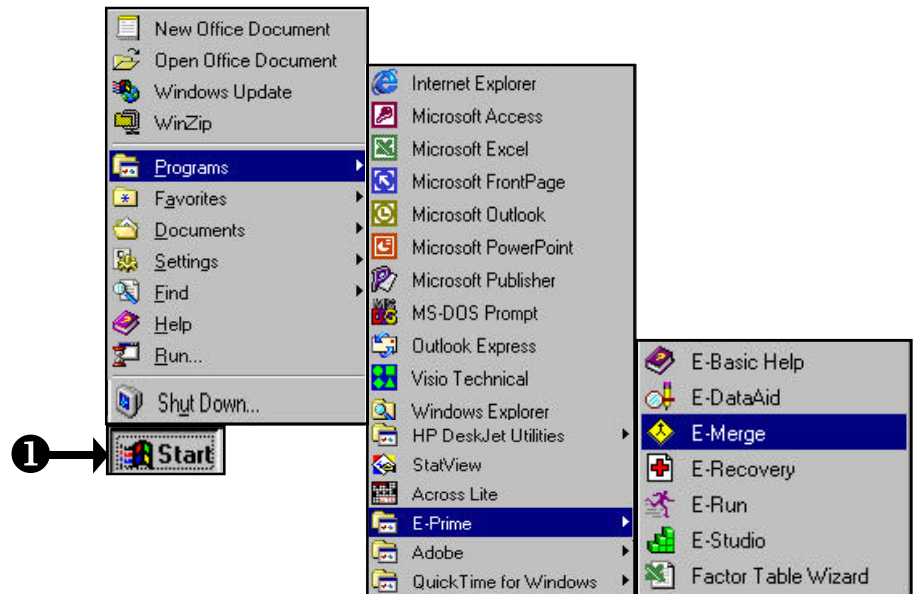 New Office Document
Open Office Document
Windows Update
WinZip
Programs
Favorites
Documents
Settings
Find
Help
Run...
Shut Down...
1
Start
Internet Explorer
Microsoft Access
Microsoft Excel
Microsoft FrontPage
Microsoft Outlook
Microsoft PowerPoint
Microsoft Publisher
MS-DOS Prompt
Outlook Express
Visio Technical
Windows Explorer
HP DeskJet Utilities
StatView
Across Lite
E-Prime
Adobe
QuickTime for Windows
E-Basic Help
E-DataAid
E-Merge
E-Recovery
E-Run
E-Studio
Factor Table Wizard